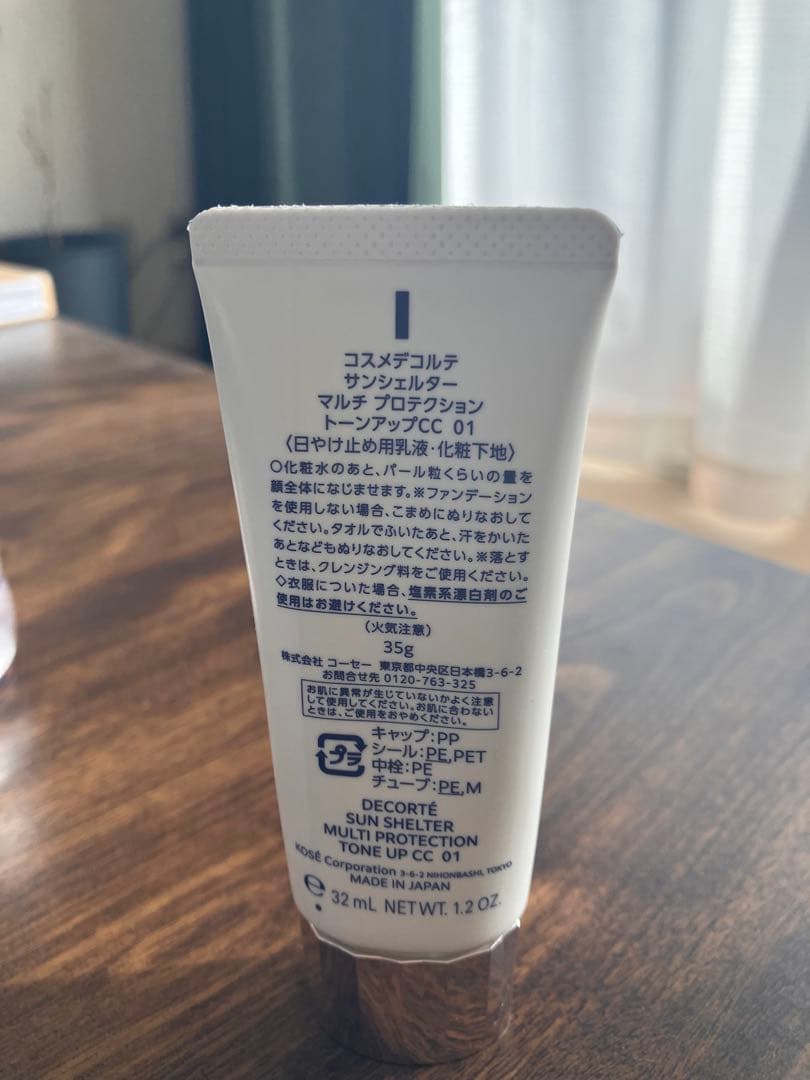 コスメデコルテ
サンシェルター
マルチ プロテクション
トーンアップCC 01
〈日やけ止め用乳液・化粧下地〉
○化粧水のあと、パール粒くらいの量を
顔全体になじませます。※ファンデーション
を使用しない場合、こまめにぬりなおして
ください。タオルでふいたあと、汗をかいた
あとなどもぬりなおしてください。※落とす
ときは、クレンジング料をご使用ください。
◇衣服についた場合、塩素系漂白剤のご
使用はお避けください。
（火気注意）
35g
株式会社 コーセー 東京都中央区日本橋3-6-2
お問合せ先 0120-763-325
お肌に異常が生じていないかよく注意
して使用してください。お肌に合わない
ときは、ご使用をおやめください。
プラ
キャップ:PP
シール:PE,PET
中栓:PE
チューブ:PE,M
DECORTÉ
SUN SHELTER
MULTI PROTECTION
TONE UP CC 01
KOSÉ Corporation 3-6-2 NIHONBASHI, TOKYO
MADE IN JAPAN
℮ 32 mL NET WT. 1.2 OZ.